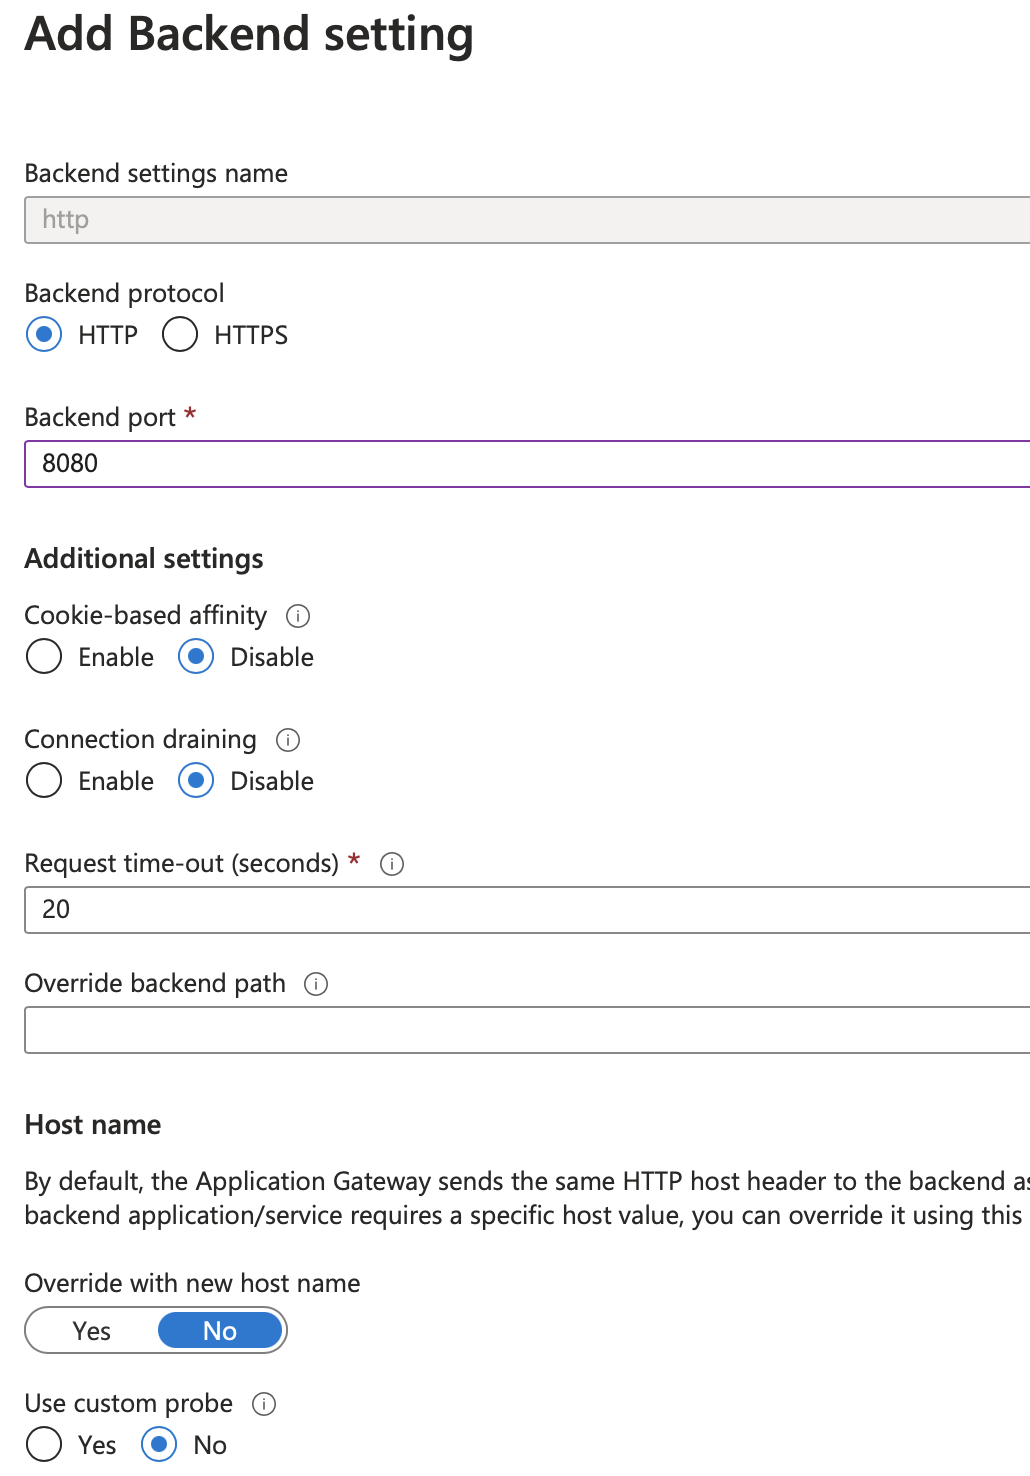 Add Backend setting
Backend settings name
http
Backend protocol
HTTP HTTPS
Backend port *
8080
Additional settings
Cookie-based affinity
Enable Disable
Connection draining
Enable Disable
Request time-out (seconds) *
20
Override backend path
Host name
By default, the Application Gateway sends the same HTTP host header to the backend as
backend application/service requires a specific host value, you can override it using this
Override with new host name
Yes No
Use custom probe
Yes No